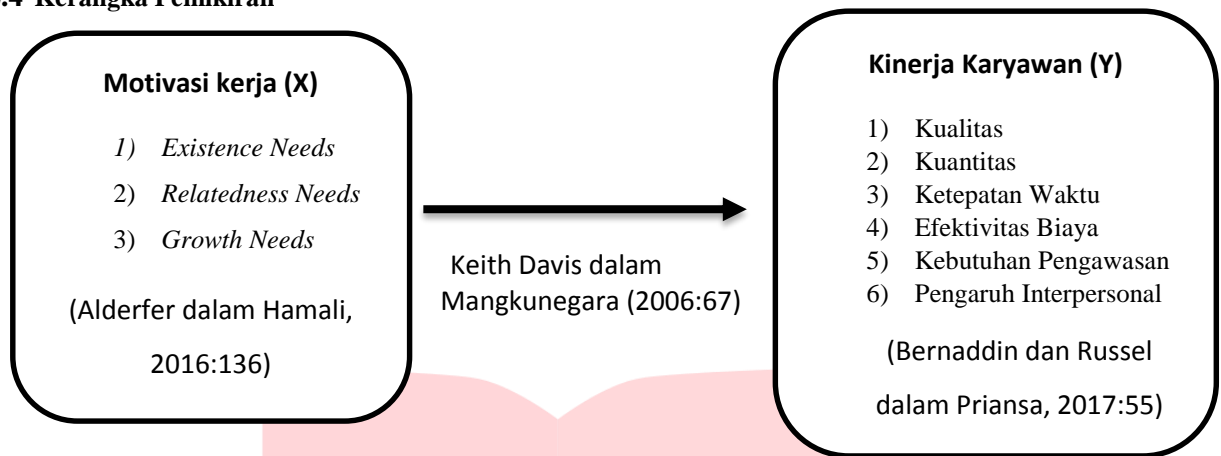 .4 Kerangka Pemikiran
Motivasi kerja (X)
1) Existence Needs
2) Relatedness Needs
3) Growth Needs
(Alderfer dalam Hamali,
2016:136)
Keith Davis dalam
Mangkunegara (2006:67)
Kinerja Karyawan (Y)
1) Kualitas
2) Kuantitas
3) Ketepatan Waktu
4) Efektivitas Biaya
5) Kebutuhan Pengawasan
6) Pengaruh Interpersonal
(Bernaddin dan Russel
dalam Priansa, 2017:55)